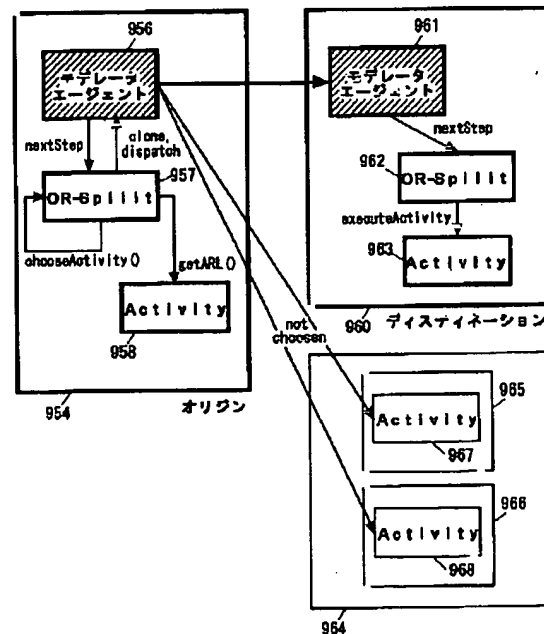 956
モデレータ
エージェント
nextStep
clone,
dispatch
957
OR-Spilit
chooseActivity()
getARL()
Activity
958
954
オリジン
961
モデレータ
エージェント
nextStep
962
OR-Spilit
executeActivity
963
Activity
960
ディスティネーション
not
choosen
965
Activity
967
966
Activity
968
964